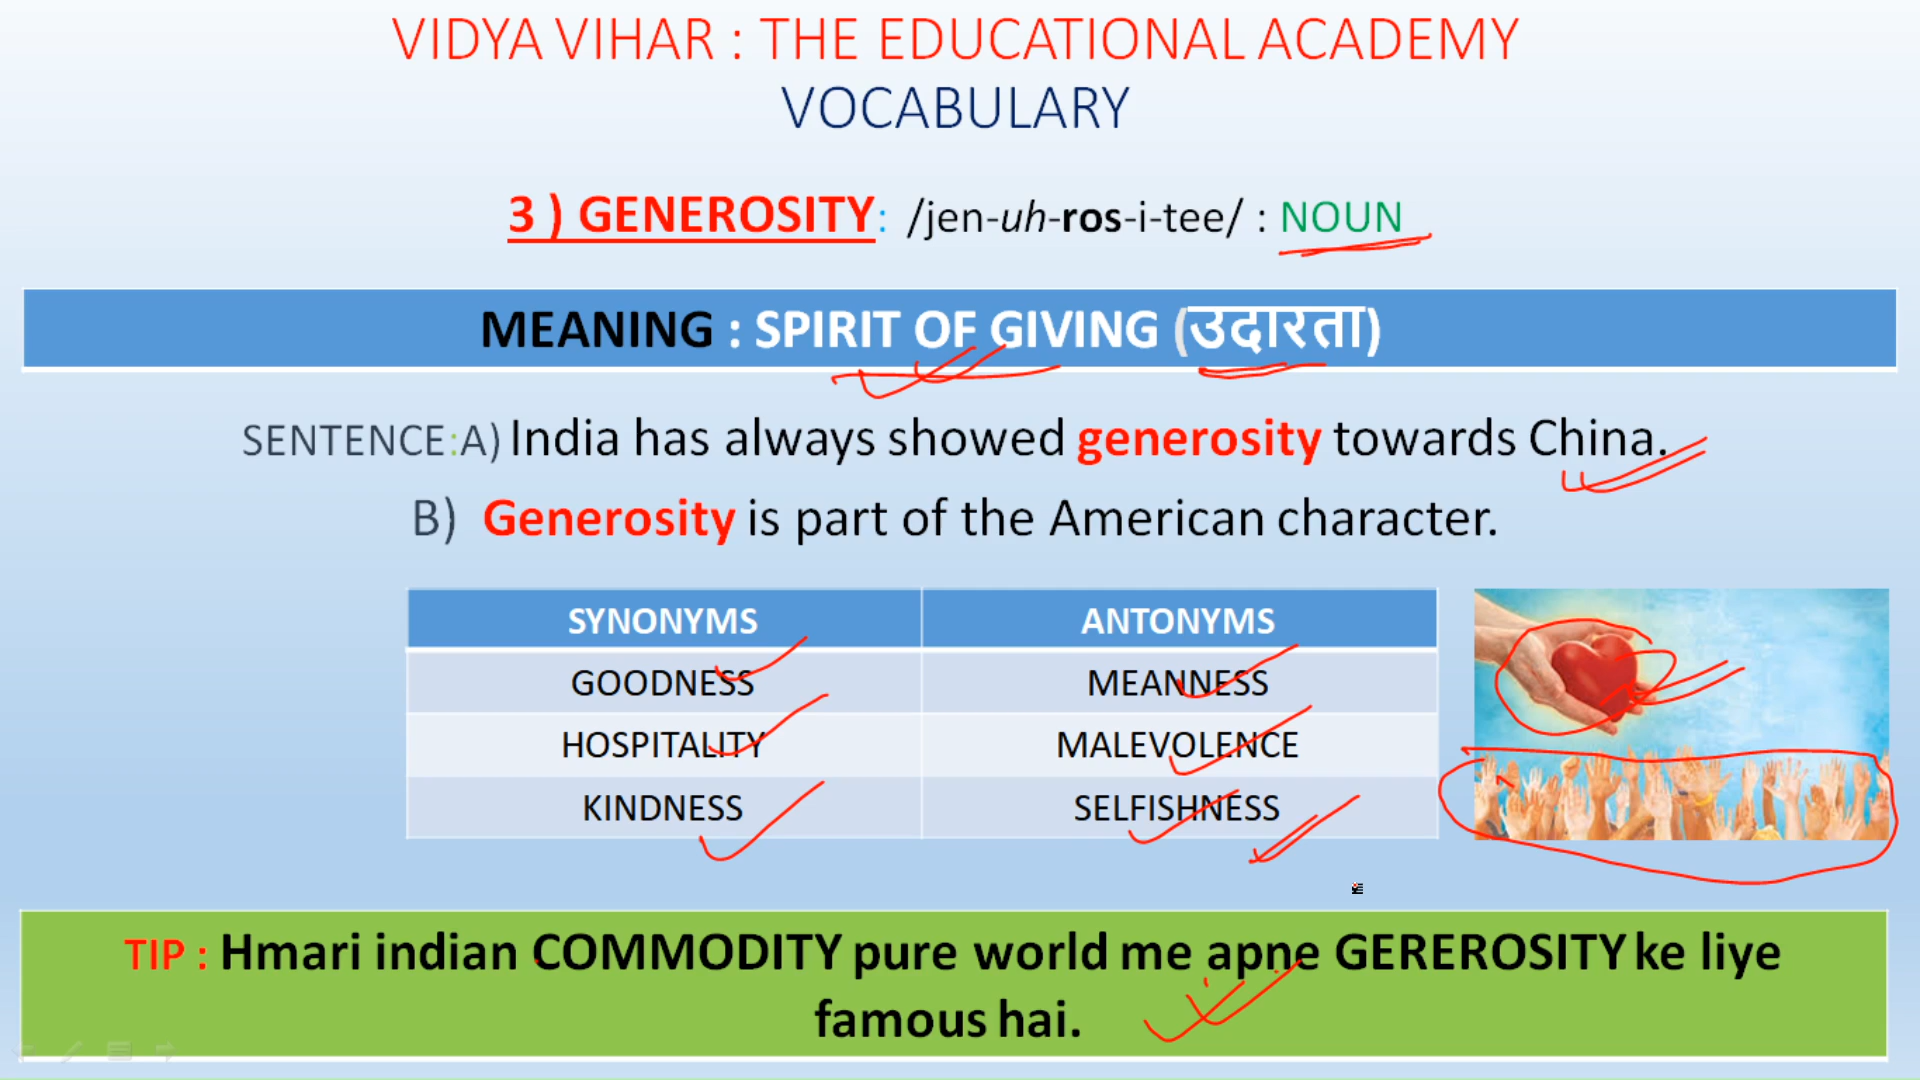 VIDYA VIHAR : THE EDUCATIONAL ACADEMY
VOCABULARY
3 ) GENEROSITY: /jen-uh-ros-i-tee/ : NOUN
MEANING : SPIRIT OF GIVING (उदारता)
SENTENCE:A) India has always showed generosity towards China.
B) Generosity is part of the American character.
SYNONYMS ANTONYMS
GOODNESS MEANNESS
HOSPITALITY MALEVOLENCE
KINDNESS SELFISHNESS
TIP : Hmari indian COMMODITY pure world me apne GEREROSITY ke liye
famous hai.